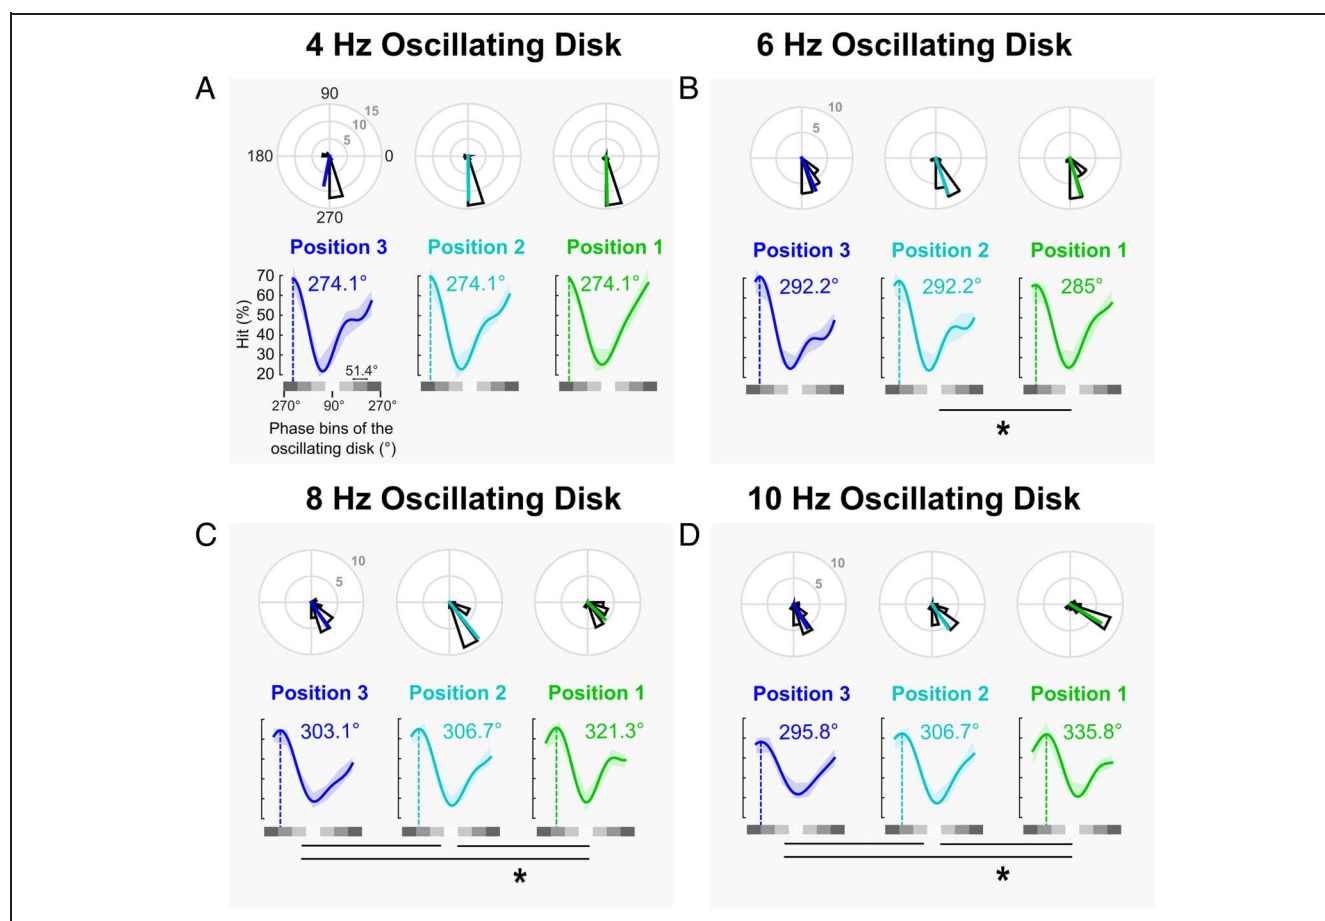 4 Hz Oscillating Disk
6 Hz Oscillating Disk
A
90
15
10
5
180
0
270
Position 3
Position 2
Position 1
70
60
50
40
30
20
Hit (%)
274.1°
274.1°
274.1°
51.4°
270°
90°
270°
Phase bins of the
oscillating disk (°)
B
10
5
Position 3
Position 2
Position 1
292.2°
292.2°
285°
*
8 Hz Oscillating Disk
10 Hz Oscillating Disk
C
10
5
Position 3
Position 2
Position 1
303.1°
306.7°
321.3°
*
D
10
5
Position 3
Position 2
Position 1
295.8°
306.7°
335.8°
*